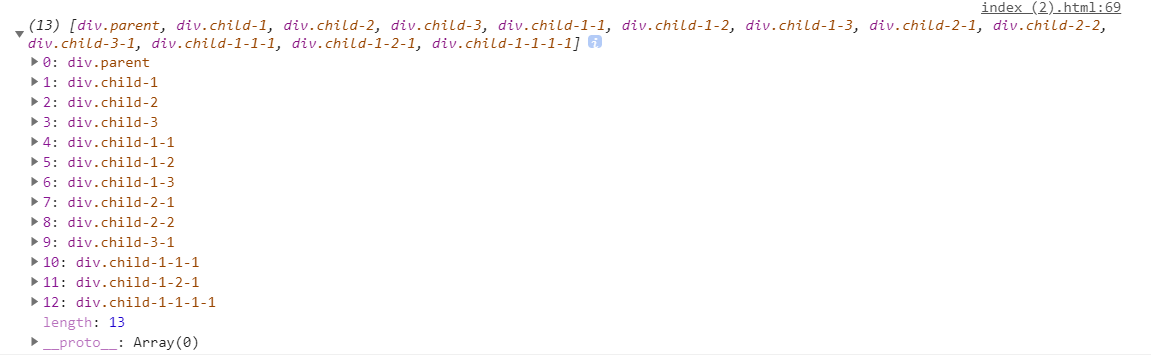 index (2).html:69
(13) [div.parent, div.child-1, div.child-2, div.child-3, div.child-1-1, div.child-1-2, div.child-1-3, div.child-2-1, div.child-2-2,
div.child-3-1, div.child-1-1-1, div.child-1-2-1, div.child-1-1-1-1] i
0: div.parent
1: div.child-1
2: div.child-2
3: div.child-3
4: div.child-1-1
5: div.child-1-2
6: div.child-1-3
7: div.child-2-1
8: div.child-2-2
9: div.child-3-1
10: div.child-1-1-1
11: div.child-1-2-1
12: div.child-1-1-1-1
length: 13
__proto__: Array(0)